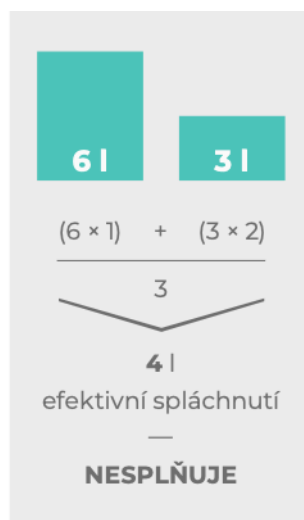 6 l 3 l
(6 × 1) + (3 × 2)
3
4 l
efektivní spláchnutí
—
NESPLŇUJE